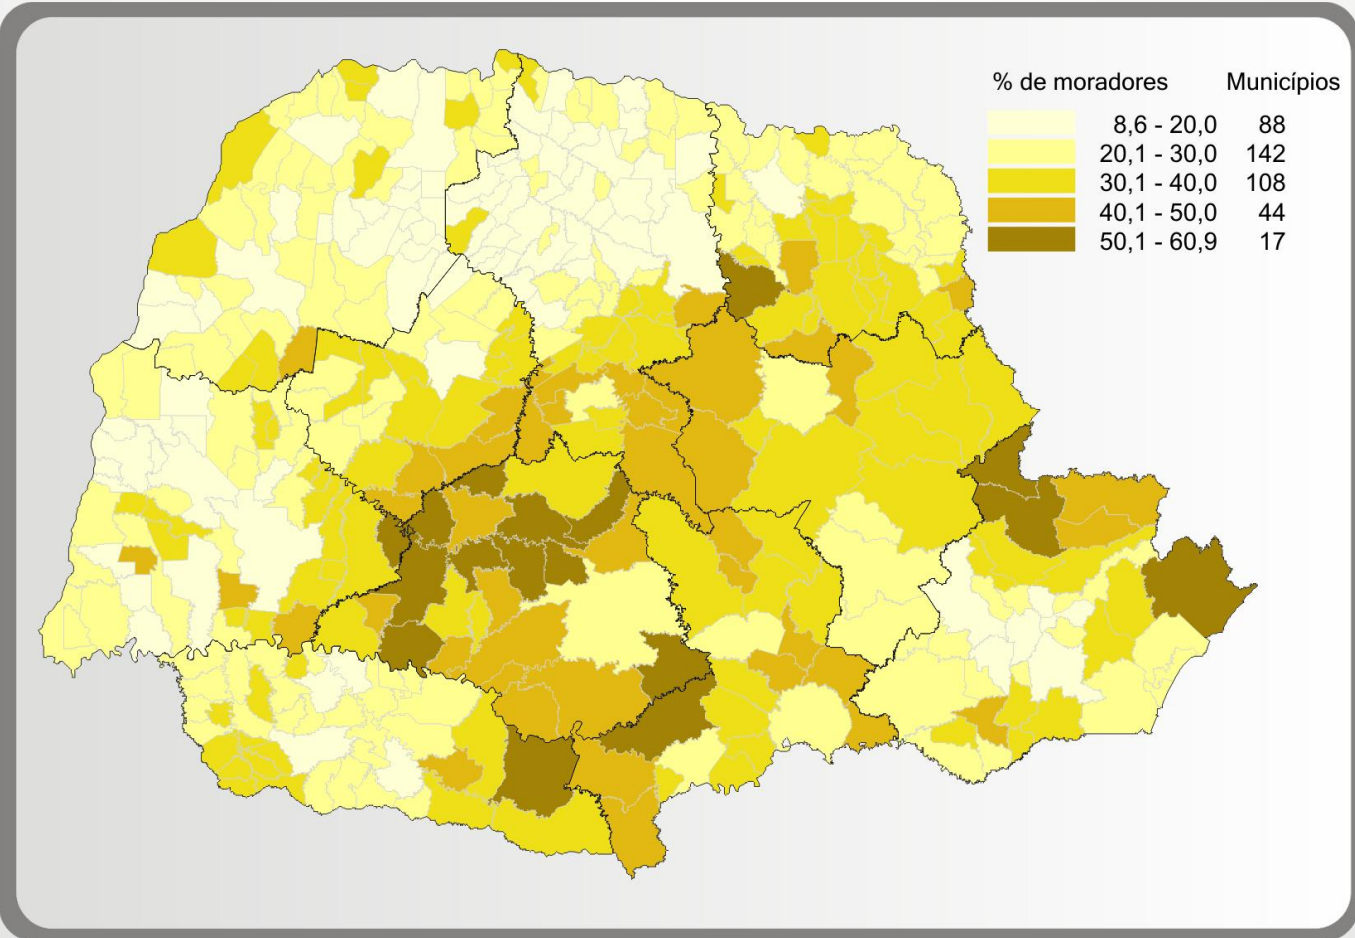 % de moradores Municípios
8,6 - 20,0 88
20,1 - 30,0 142
30,1 - 40,0 108
40,1 - 50,0 44
50,1 - 60,9 17